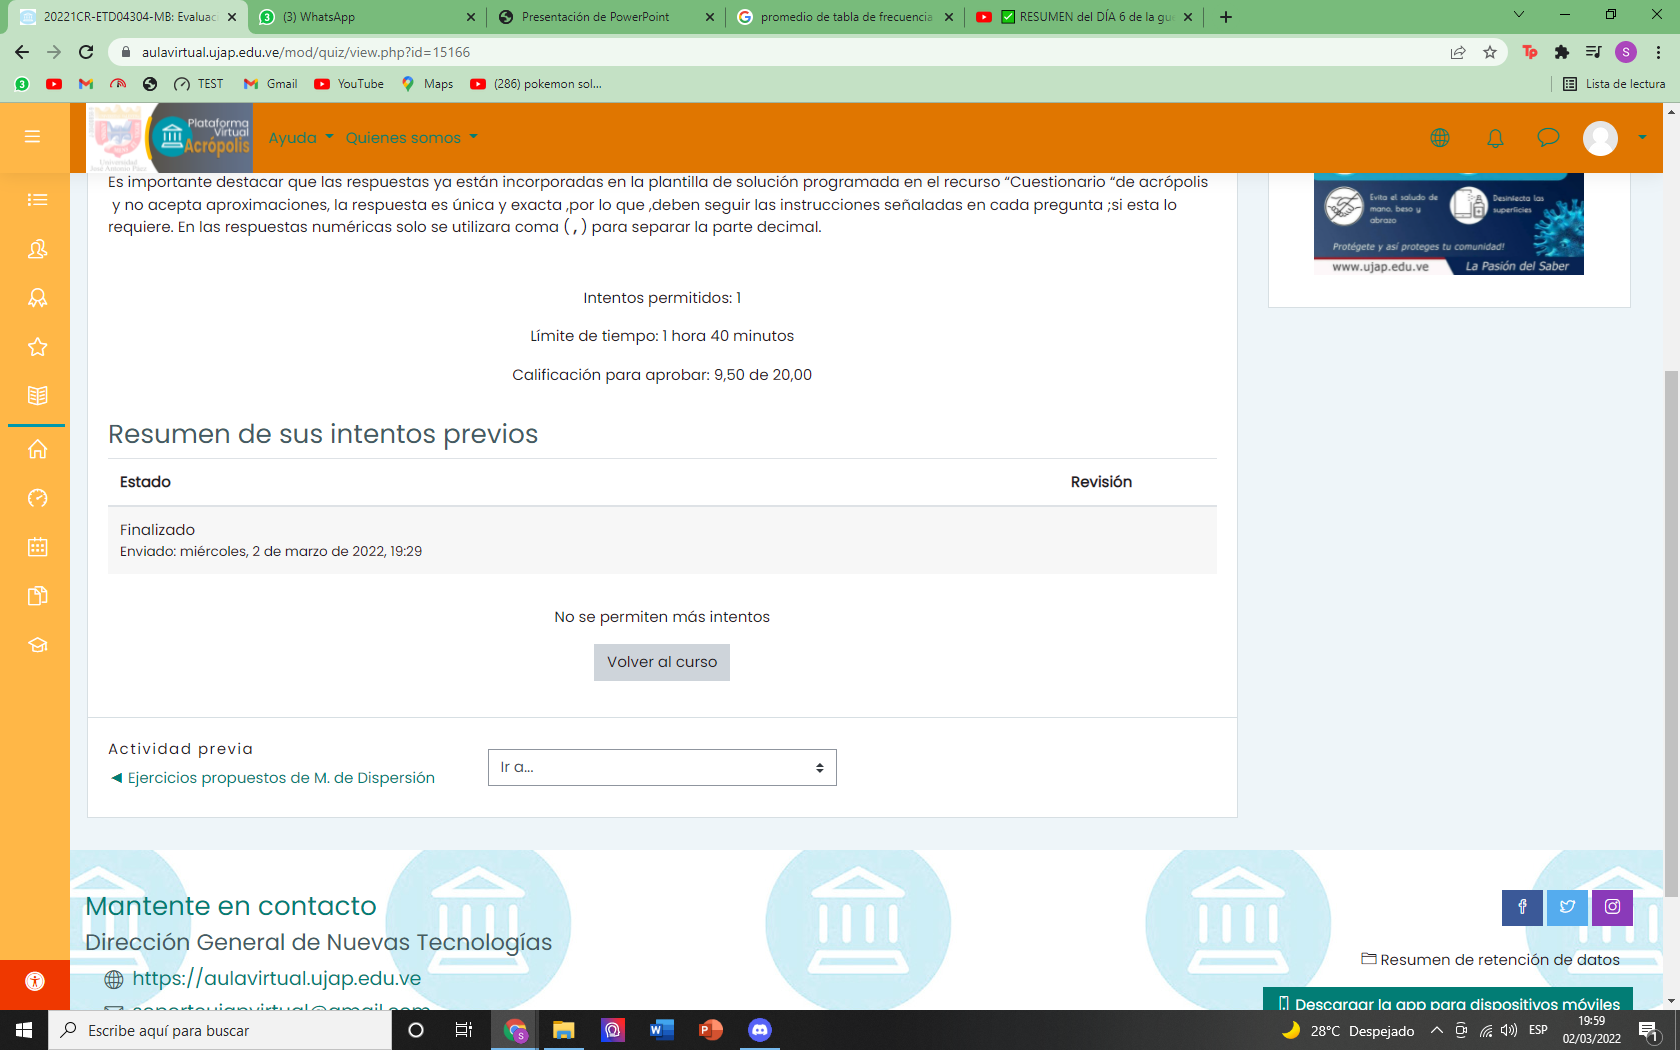 20221CR-ETD04304-MB: Evaluac
(3) WhatsApp
Presentación de PowerPoint
promedio de tabla de frecuencia
RESUMEN del DÍA 6 de la gu
aulavirtual.ujap.edu.ve/mod/quiz/view.php?id=15166
TEST
Gmail
YouTube
Maps
(286) pokemon sol...
Lista de lectura
Plataforma
Virtual
Acrópolis
Universidad
Ayuda
Quienes somos
Es importante destacar que las respuestas ya están incorporadas en la plantilla de solución programada en el recurso “Cuestionario “de acrópolis
y no acepta aproximaciones, la respuesta es única y exacta ,por lo que ,deben seguir las instrucciones señaladas en cada pregunta ;si esta lo
requiere. En las respuestas numéricas solo se utilizara coma ( , ) para separar la parte decimal.
Evita el saludo de
mano, beso y
abrazo
Desinfecta las
superficies
Protégete y así proteges tu comunidad!
www.ujap.edu.ve
La Pasión del Saber
Intentos permitidos: 1
Límite de tiempo: 1 hora 40 minutos
Calificación para aprobar: 9,50 de 20,00
Resumen de sus intentos previos
Estado
Revisión
Finalizado
Enviado: miércoles, 2 de marzo de 2022, 19:29
No se permiten más intentos
Volver al curso
Actividad previa
◄ Ejercicios propuestos de M. de Dispersión
Ir a...
Mantente en contacto
Dirección General de Nuevas Tecnologías
https://aulavirtual.ujap.edu.ve
Resumen de retención de datos
Descargar la app para dispositivos móviles
Escribe aquí para buscar
28°C Despejado
ESP
19:59
02/03/2022
1